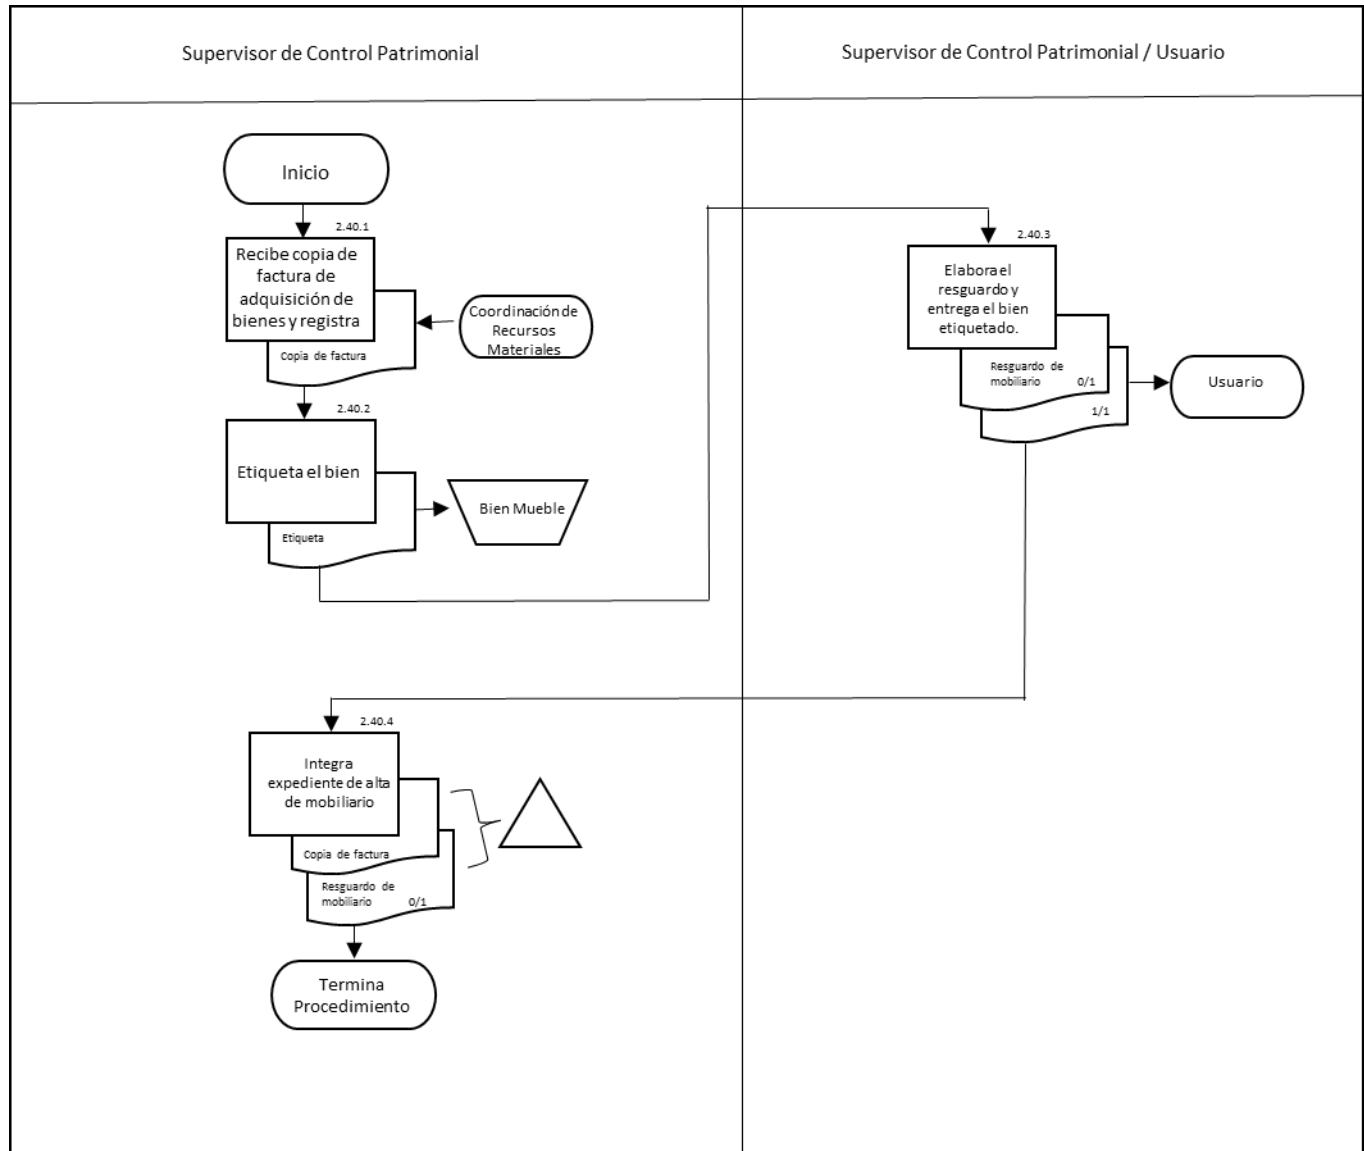 Supervisor de Control Patrimonial
Supervisor de Control Patrimonial / Usuario
Inicio
2.40.1
Recibe copia de
factura de
adquisición de
bienes y registra
Copia de factura
Coordinación de
Recursos
Materiales
2.40.2
Etiqueta el bien
Etiqueta
Bien Mueble
2.40.3
Elabora el
resguardo y
entrega el bien
etiquetado.
Resguardo de
mobiliario 0/1
1/1
Usuario
2.40.4
Integra
expediente de alta
de mobiliario
Copia de factura
Resguardo de
mobiliario 0/1
Termina
Procedimiento